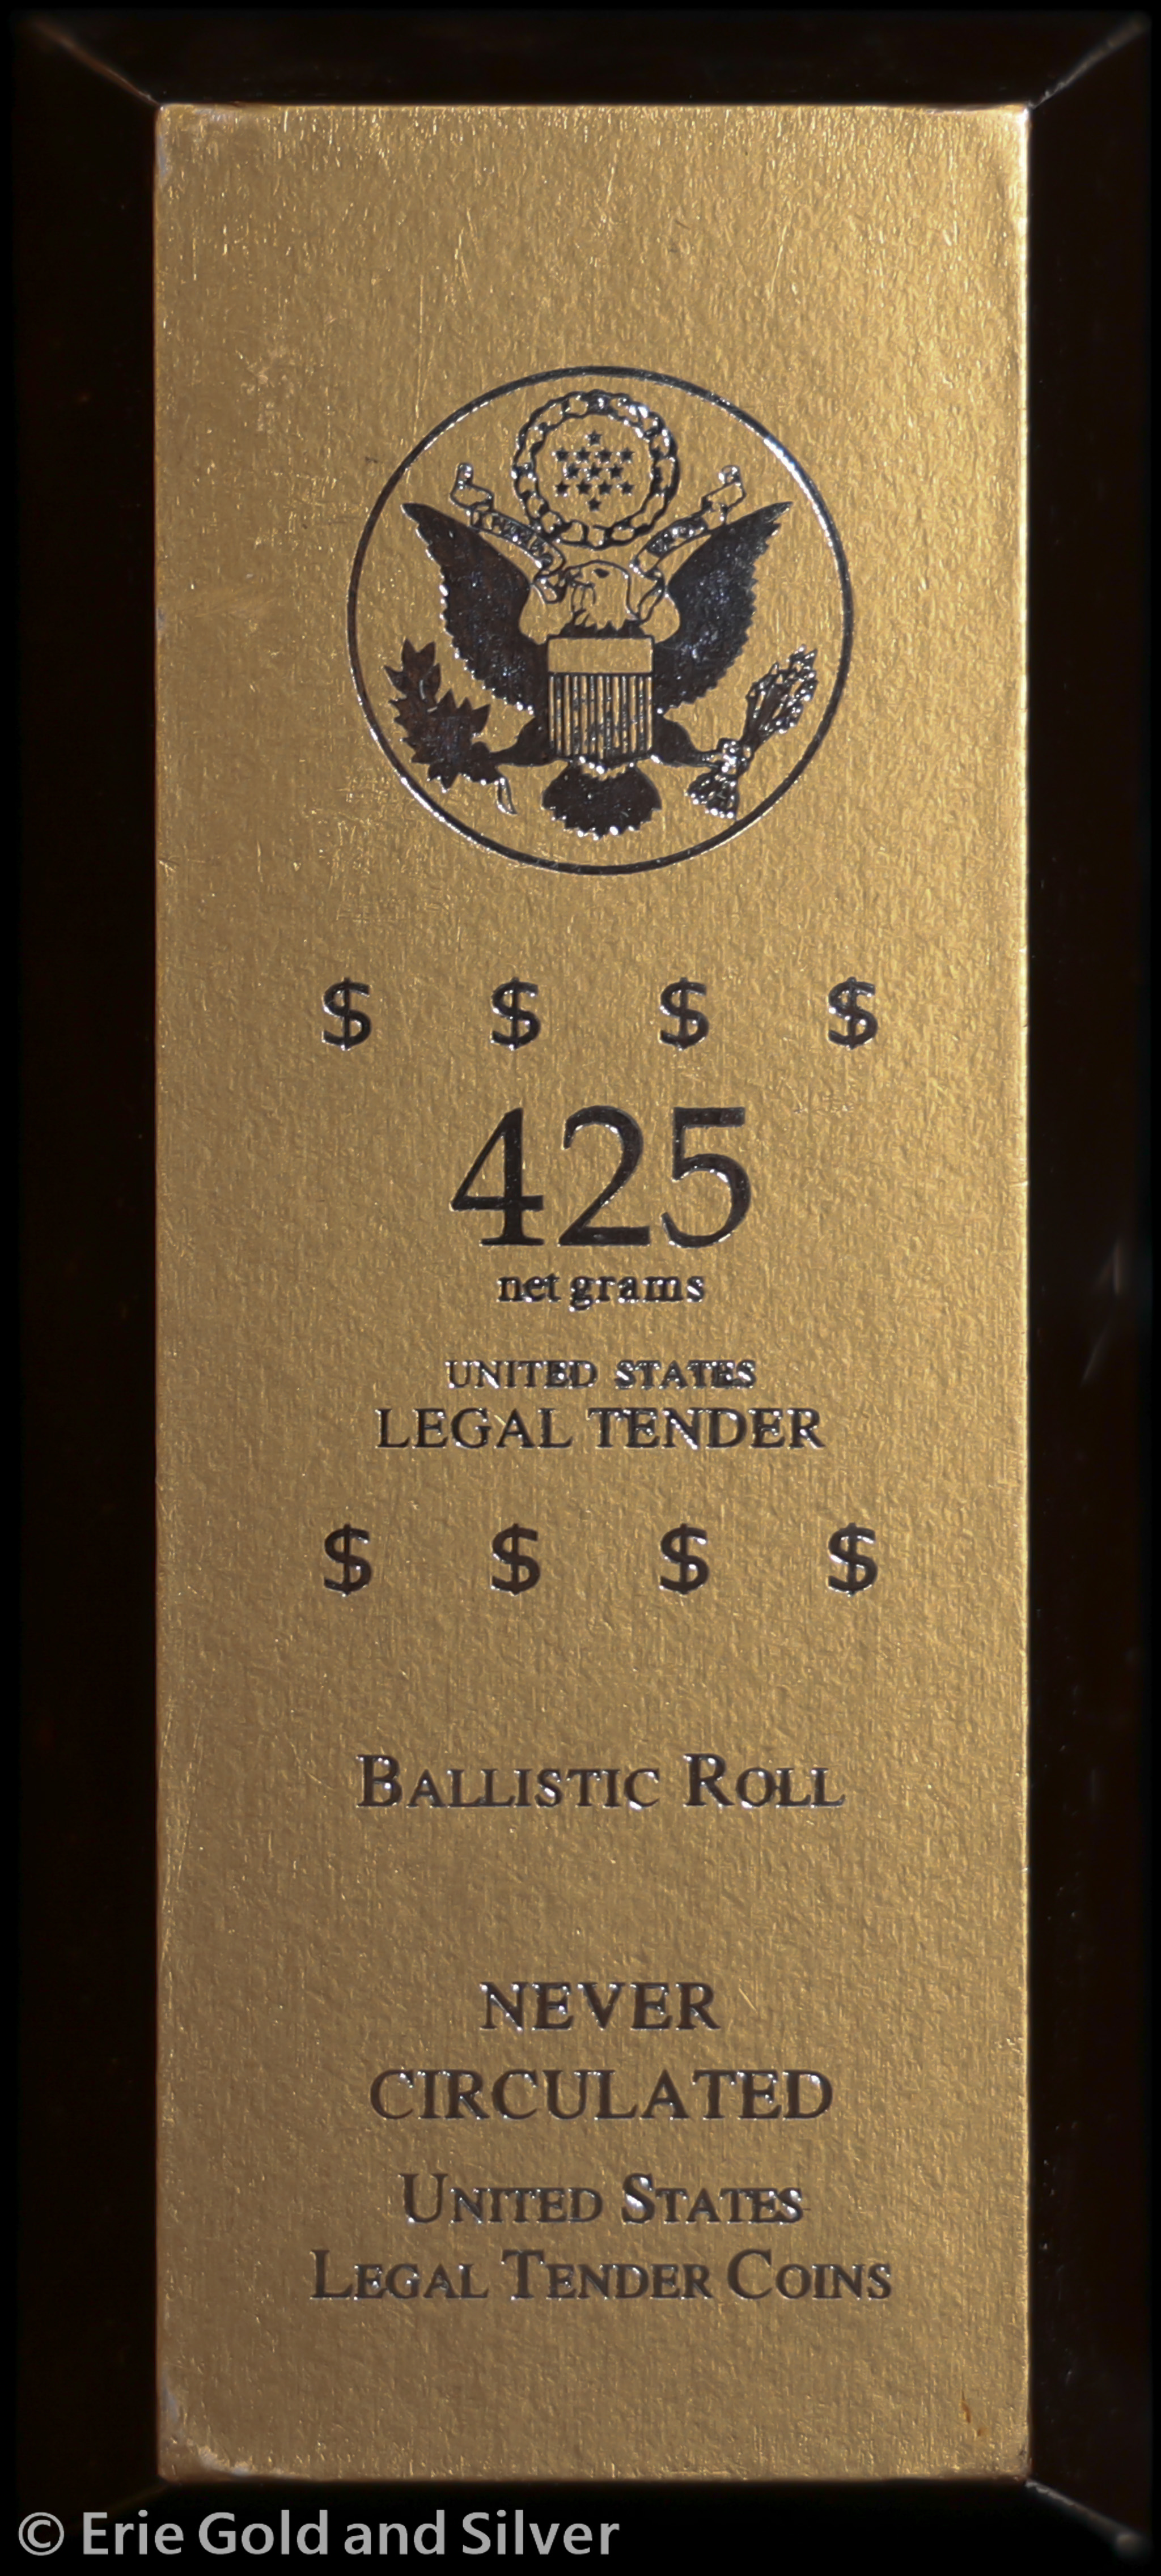 $ $ $ $
425
net grams
UNITED STATES
LEGAL TENDER
$ $ $ $
BALLISTIC ROLL
NEVER
CIRCULATED
UNITED STATES
LEGAL TENDER COINS
© Erie Gold and Silver